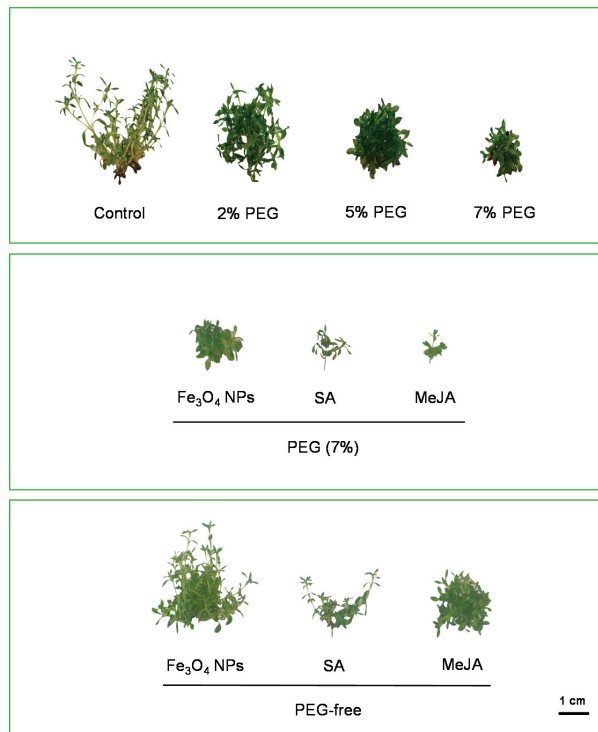 Control 2% PEG 5% PEG 7% PEG
Fe₃O₄ NPs SA MeJA
PEG (7%)
Fe₃O₄ NPs SA MeJA
PEG-free
1 cm